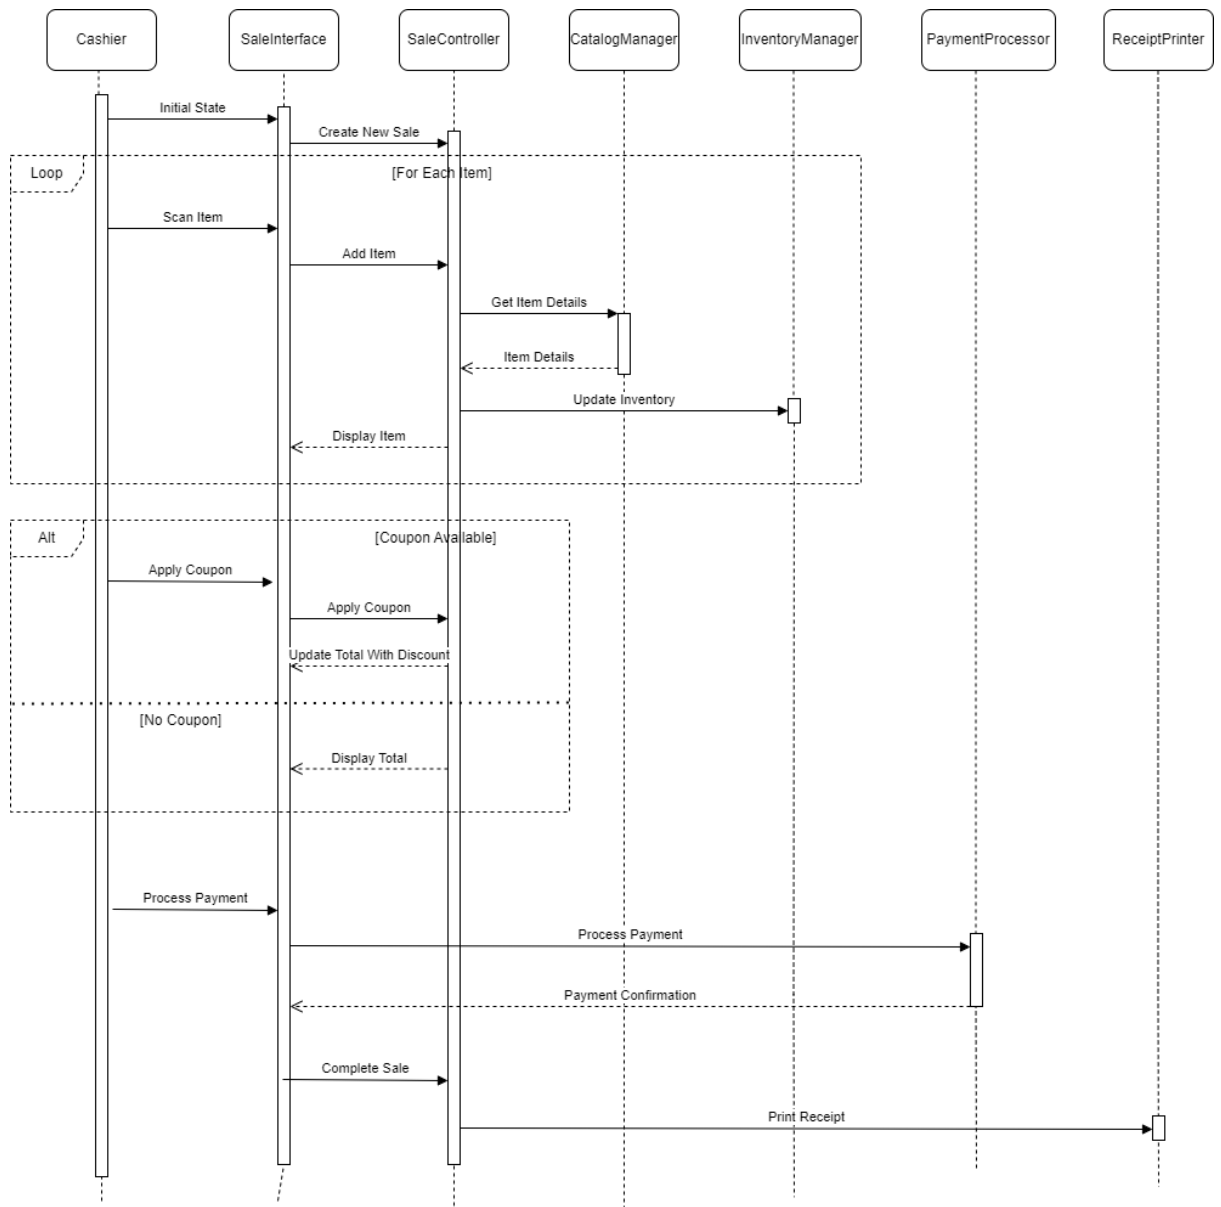 Cashier
SaleInterface
SaleController
CatalogManager
InventoryManager
PaymentProcessor
ReceiptPrinter
Initial State
Create New Sale
Loop
[For Each Item]
Scan Item
Add Item
Get Item Details
Item Details
Update Inventory
Display Item
Alt
[Coupon Available]
Apply Coupon
Apply Coupon
Update Total With Discount
[No Coupon]
Display Total
Process Payment
Process Payment
Payment Confirmation
Complete Sale
Print Receipt